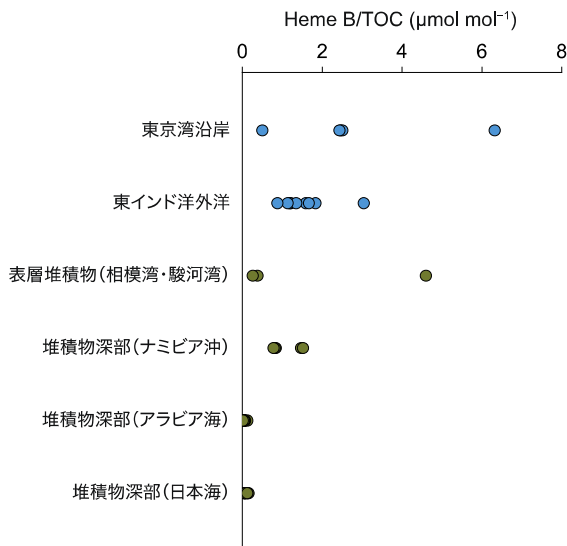 Heme B/TOC (μmol mol⁻¹)
0 2 4 6 8
東京湾沿岸
東インド洋外洋
表層堆積物（相模湾・駿河湾）
堆積物深部（ナミビア沖）
堆積物深部（アラビア海）
堆積物深部（日本海）